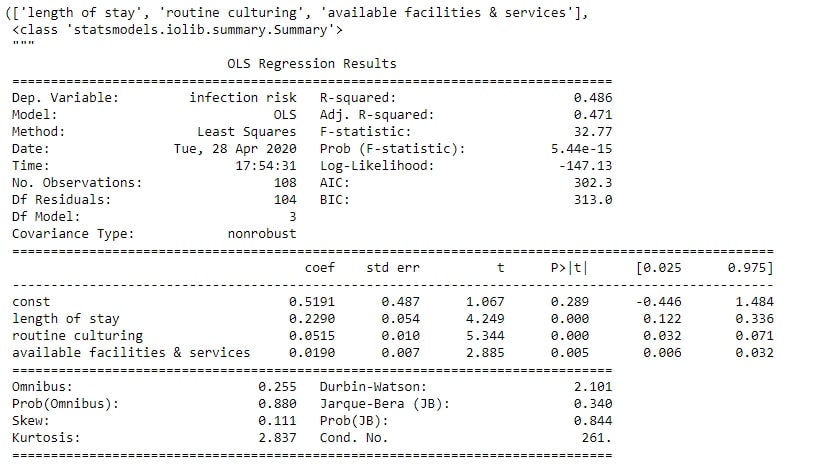 (['length of stay', 'routine culturing', 'available facilities & services'],
<class 'statsmodels.iolib.summary.Summary'>
"""
OLS Regression Results
==============================================================================
Dep. Variable: infection risk R-squared: 0.486
Model: OLS Adj. R-squared: 0.471
Method: Least Squares F-statistic: 32.77
Date: Tue, 28 Apr 2020 Prob (F-statistic): 5.44e-15
Time: 17:54:31 Log-Likelihood: -147.13
No. Observations: 108 AIC: 302.3
Df Residuals: 104 BIC: 313.0
Df Model: 3
Covariance Type: nonrobust
===================================================================================================
coef std err t P>|t| [0.025 0.975]
---------------------------------------------------------------------------------------------------
const 0.5191 0.487 1.067 0.289 -0.446 1.484
length of stay 0.2290 0.054 4.249 0.000 0.122 0.336
routine culturing 0.0515 0.010 5.344 0.000 0.032 0.071
available facilities & services 0.0190 0.007 2.885 0.005 0.006 0.032
==============================================================================
Omnibus: 0.255 Durbin-Watson: 2.101
Prob(Omnibus): 0.880 Jarque-Bera (JB): 0.340
Skew: 0.111 Prob(JB): 0.844
Kurtosis: 2.837 Cond. No. 261.
==============================================================================